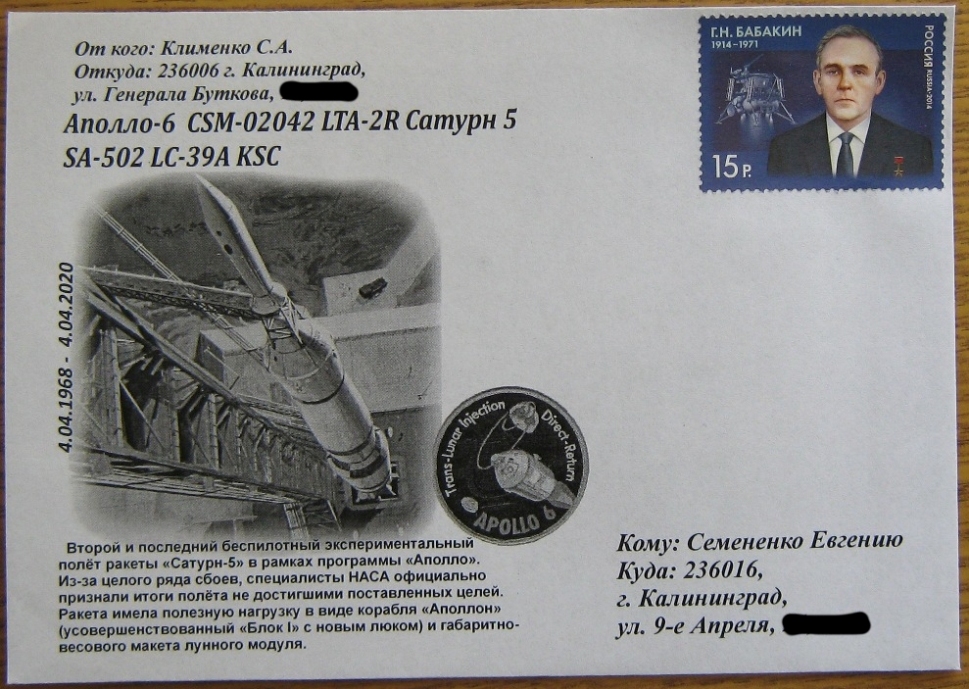 От кого: Клименко С.А.
Откуда: 236006 г. Калининград,
ул. Генерала Буткова,
Аполло-6 CSM-02042 LTA-2R Сатурн 5
SA-502 LC-39A KSC
Г.Н. БАБАКИН
1914–1971
РОССИЯ RUSSIA·2014
15 Р.
4.04.1968 - 4.04.2020
Trans-Lunar Injection
Direct-Return
APOLLO 6
Второй и последний беспилотный экспериментальный
полёт ракеты «Сатурн-5» в рамках программы «Аполло».
Из-за целого ряда сбоев, специалисты НАСА официально
признали итоги полёта не достигшими поставленных целей.
Ракета имела полезную нагрузку в виде корабля «Аполлон»
(усовершенствованный «Блок I» с новым люком) и габаритно-
весового макета лунного модуля.
Кому: Семененко Евгению
Куда: 236016,
г. Калининград,
ул. 9-е Апреля,